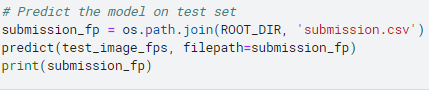 # Predict the model on test set
submission_fp = os.path.join(ROOT_DIR, 'submission.csv')
predict(test_image_fps, filepath=submission_fp)
print(submission_fp)